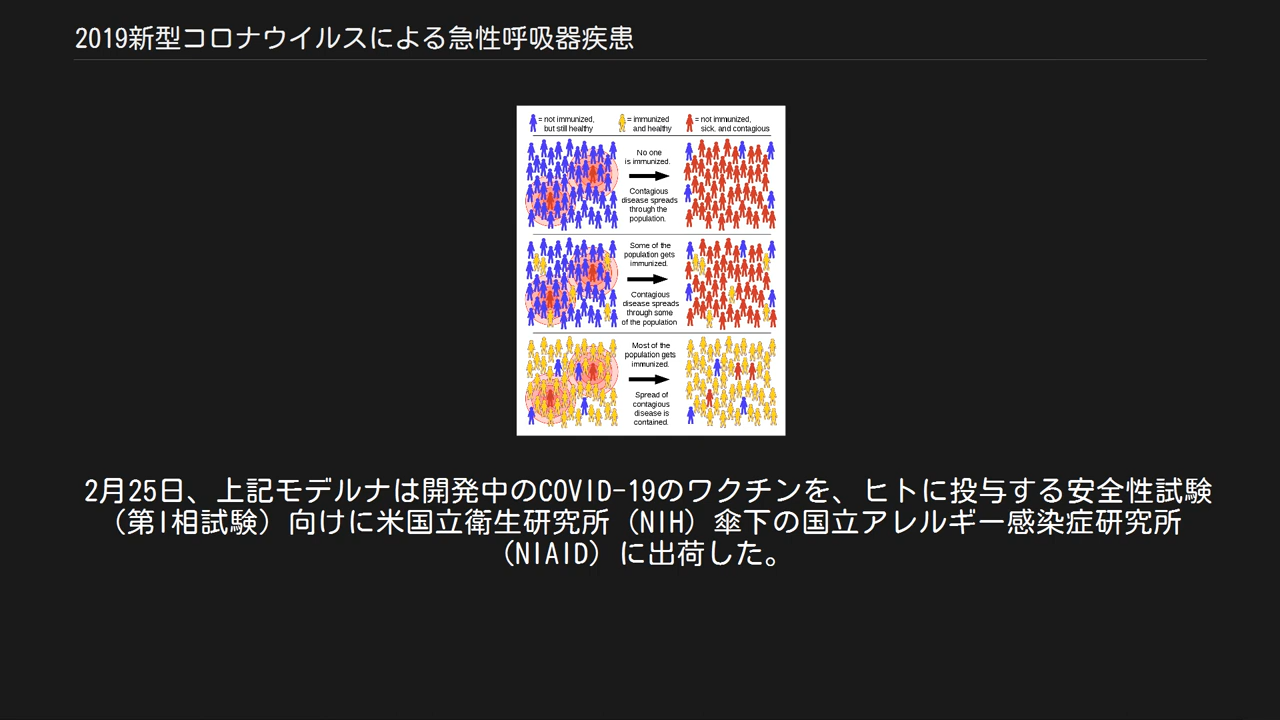 2019新型コロナウイルスによる急性呼吸器疾患
= not immunized, but still healthy
= immunized and healthy
= not immunized, sick, and contagious
No one
is immunized.
Contagious
disease spreads
through the
population.
Some of the
population gets
immunized.
Contagious
disease spreads
through some
of the population
Most of the
population gets
immunized.
Spread of
contagious
disease is
contained.
2月25日、上記モデルナは開発中のCOVID-19のワクチンを、ヒトに投与する安全性試験
（第I相試験）向けに米国立衛生研究所（NIH）傘下の国立アレルギー感染症研究所
（NIAID）に出荷した。